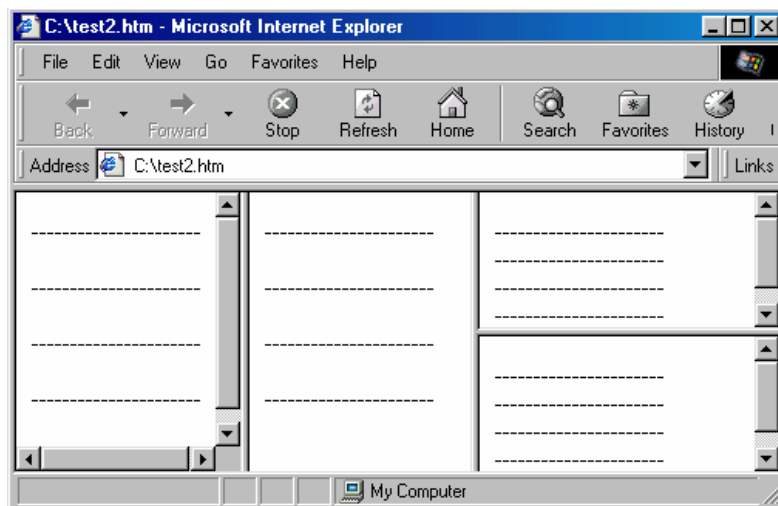 C:\test2.htm - Microsoft Internet Explorer
File Edit View Go Favorites Help
Back Forward Stop Refresh Home Search Favorites History
Address C:\test2.htm Links
---------------------- ---------------------- ----------------------
----------------------
---------------------- ----------------------
----------------------
---------------------- ----------------------
----------------------
---------------------- ----------------------
----------------------
----------------------
----------------------
My Computer